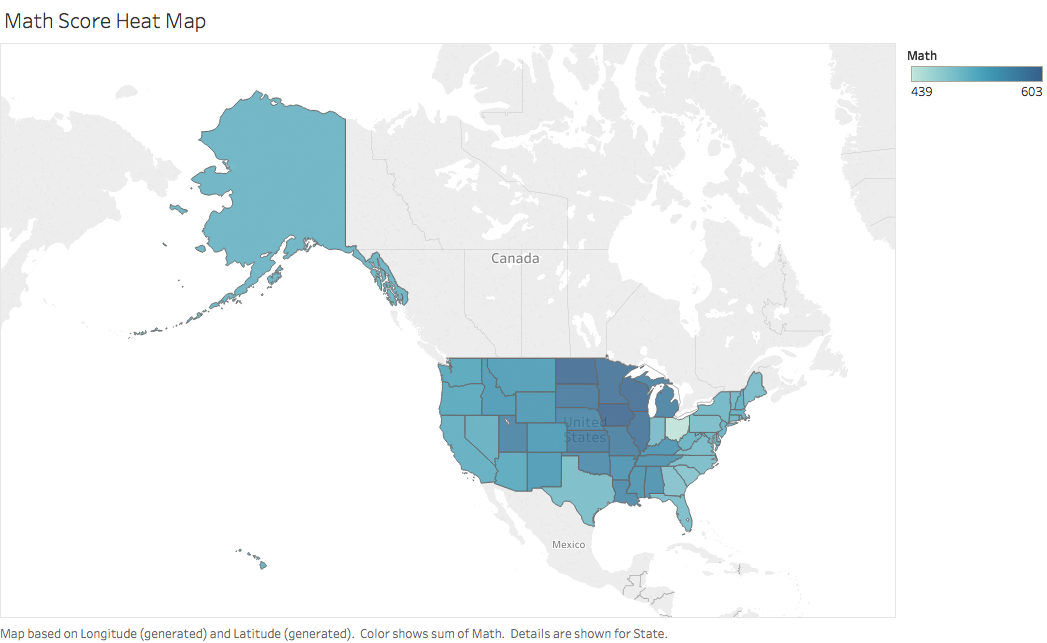 Math Score Heat Map
Math
439 603
Canada
United
States
Mexico
Map based on Longitude (generated) and Latitude (generated). Color shows sum of Math. Details are shown for State.